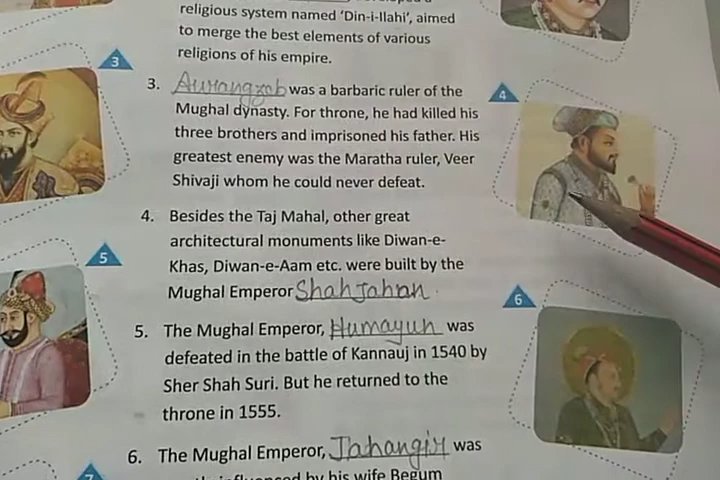 religious system named 'Din-i-Ilahi', aimed
to merge the best elements of various
religions of his empire.
3
3. Aurangzeb was a barbaric ruler of the
Mughal dynasty. For throne, he had killed his
three brothers and imprisoned his father. His
greatest enemy was the Maratha ruler, Veer
Shivaji whom he could never defeat.
4
4. Besides the Taj Mahal, other great
architectural monuments like Diwan-e-
Khas, Diwan-e-Aam etc. were built by the
Mughal Emperor Shah Jahan.
5
5. The Mughal Emperor, Humayun was
defeated in the battle of Kannauj in 1540 by
Sher Shah Suri. But he returned to the
throne in 1555.
6
6. The Mughal Emperor, Jahangir was
influenced by his wife Begum
7